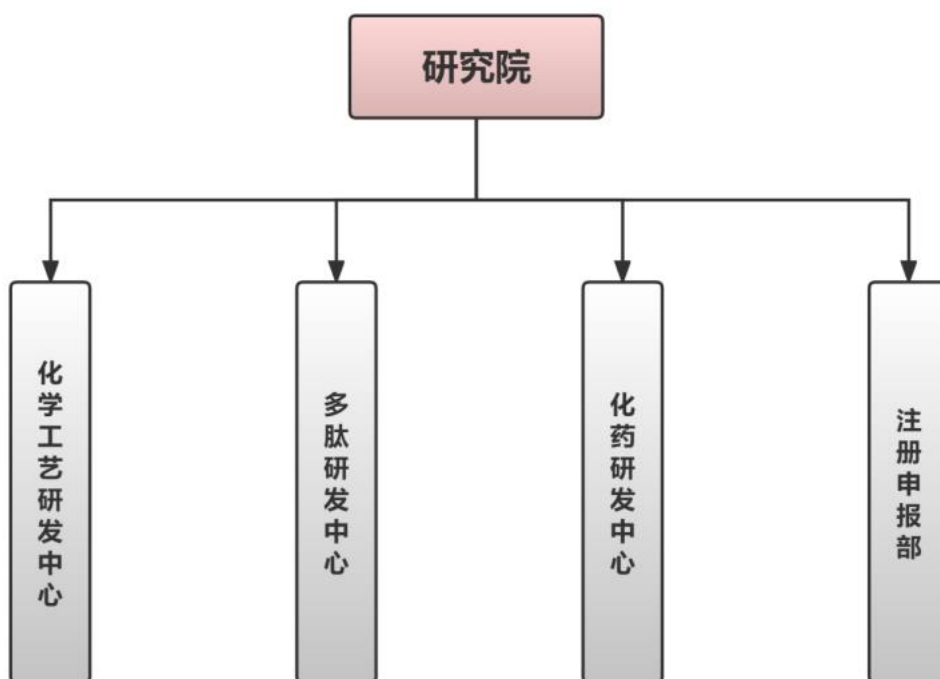 研究院
化学工艺研发中心
多肽研发中心
化药研发中心
注册申报部